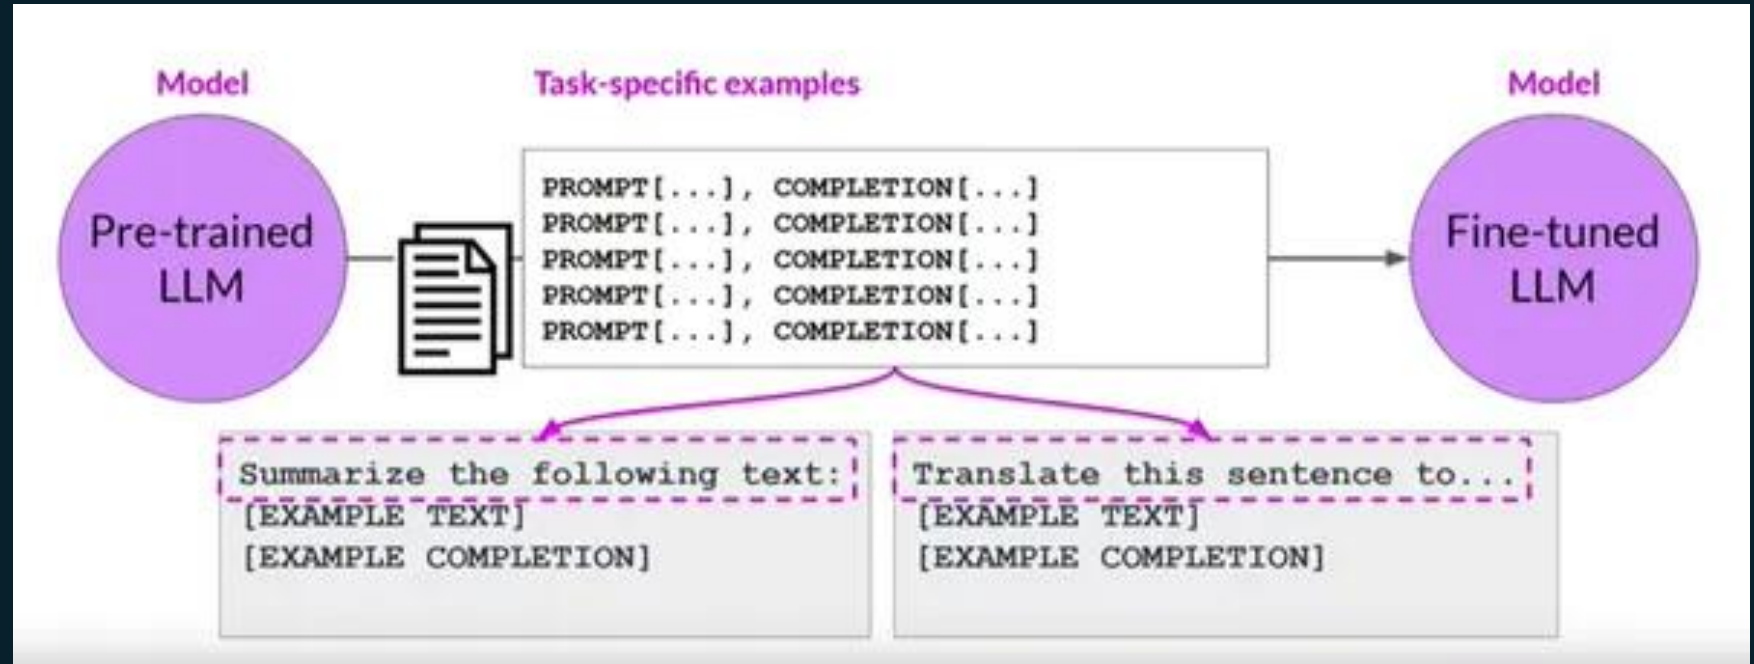 Model
Task-specific examples
Model
Pre-trained
LLM
PROMPT[...], COMPLETION[...]
PROMPT[...], COMPLETION[...]
PROMPT[...], COMPLETION[...]
PROMPT[...], COMPLETION[...]
PROMPT[...], COMPLETION[...]
Fine-tuned
LLM
Summarize the following text:
[EXAMPLE TEXT]
[EXAMPLE COMPLETION]
Translate this sentence to...
[EXAMPLE TEXT]
[EXAMPLE COMPLETION]